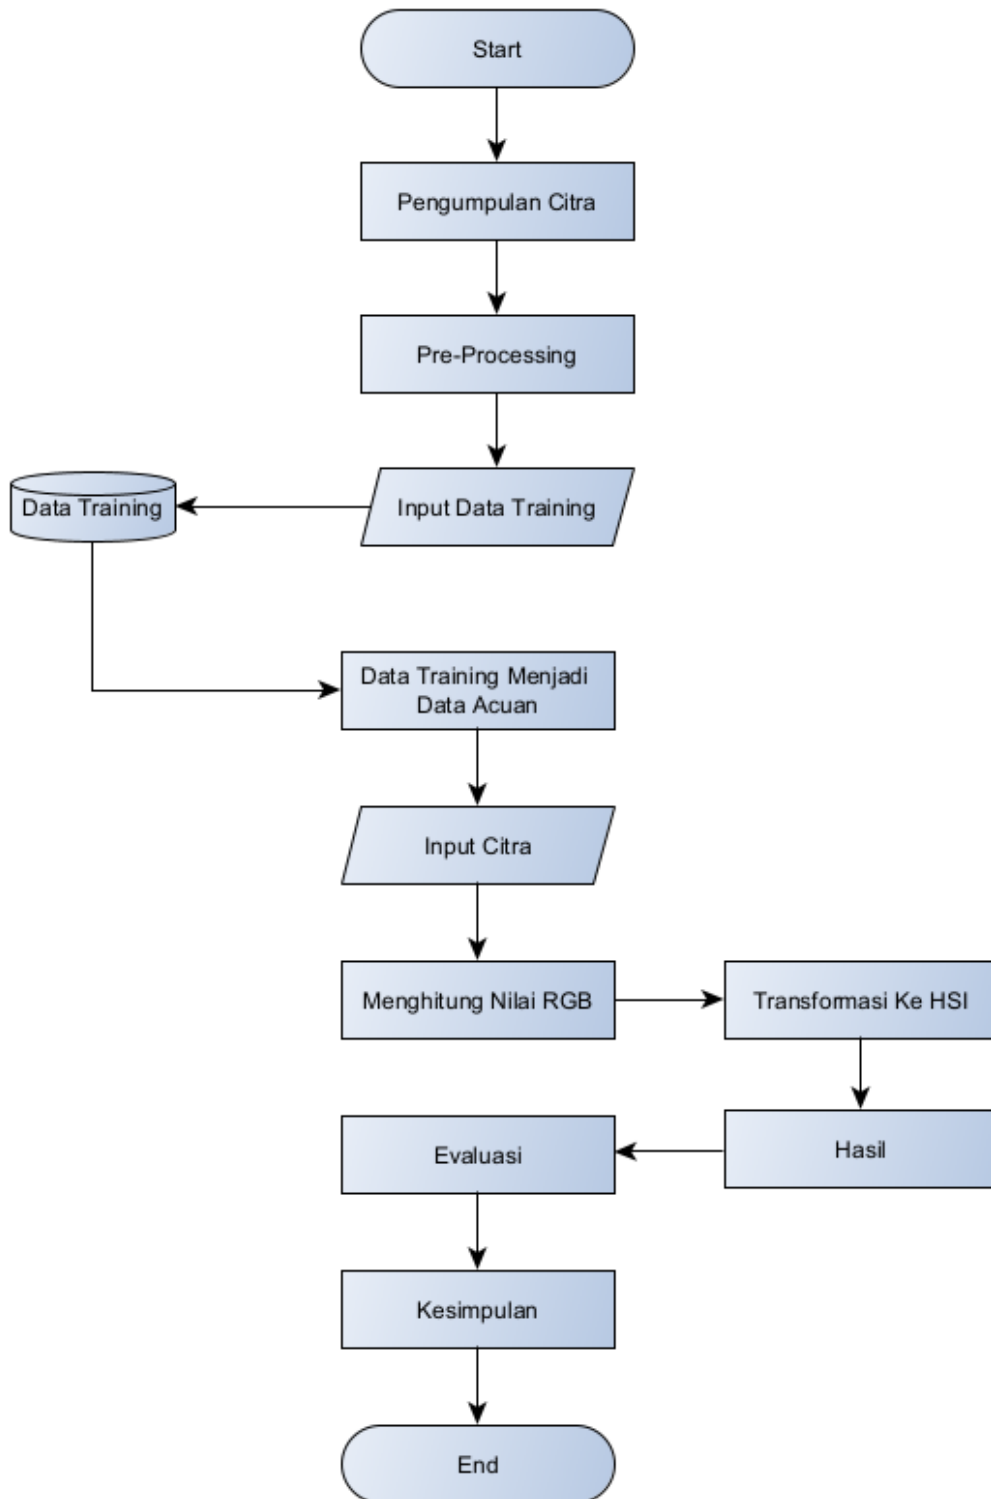 Start
Pengumpulan Citra
Pre-Processing
Input Data Training
Data Training
Data Training Menjadi
Data Acuan
Input Citra
Menghitung Nilai RGB
Transformasi Ke HSI
Hasil
Evaluasi
Kesimpulan
End